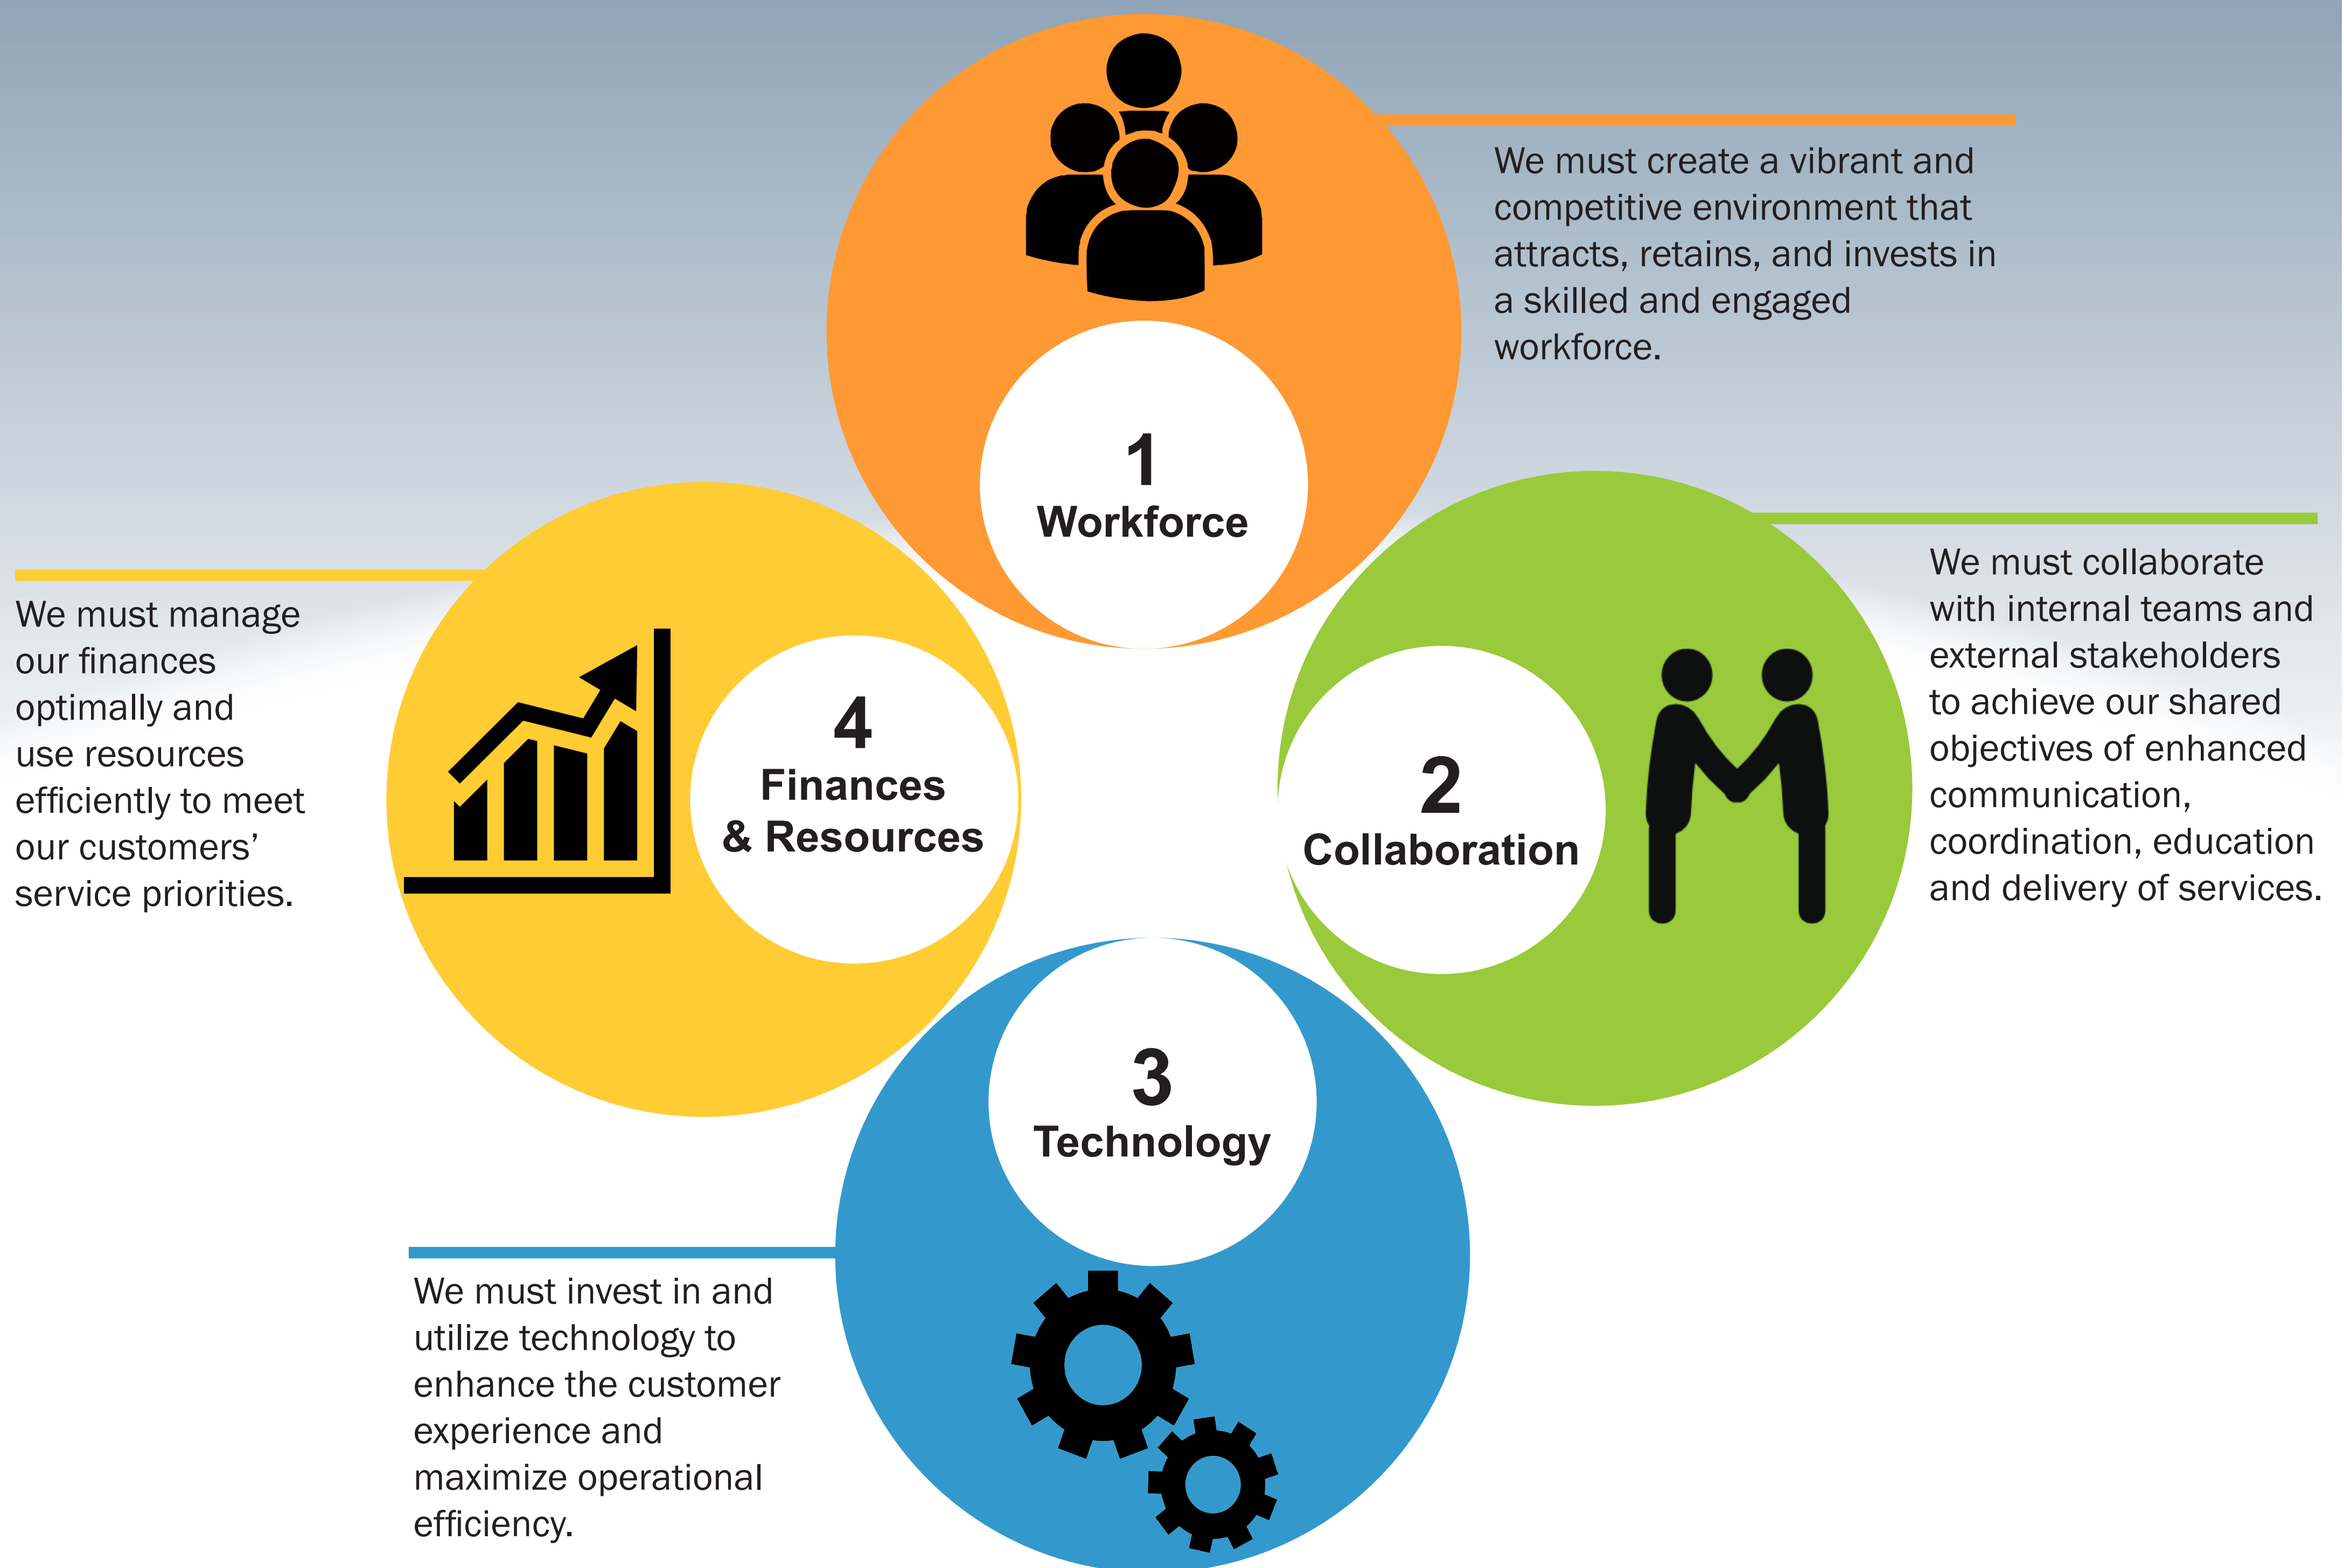 1
Workforce
We must create a vibrant and
competitive environment that
attracts, retains, and invests in
a skilled and engaged
workforce.
2
Collaboration
We must collaborate
with internal teams and
external stakeholders
to achieve our shared
objectives of enhanced
communication,
coordination, education
and delivery of services.
3
Technology
We must invest in and
utilize technology to
enhance the customer
experience and
maximize operational
efficiency.
4
Finances
& Resources
We must manage
our finances
optimally and
use resources
efficiently to meet
our customers’
service priorities.